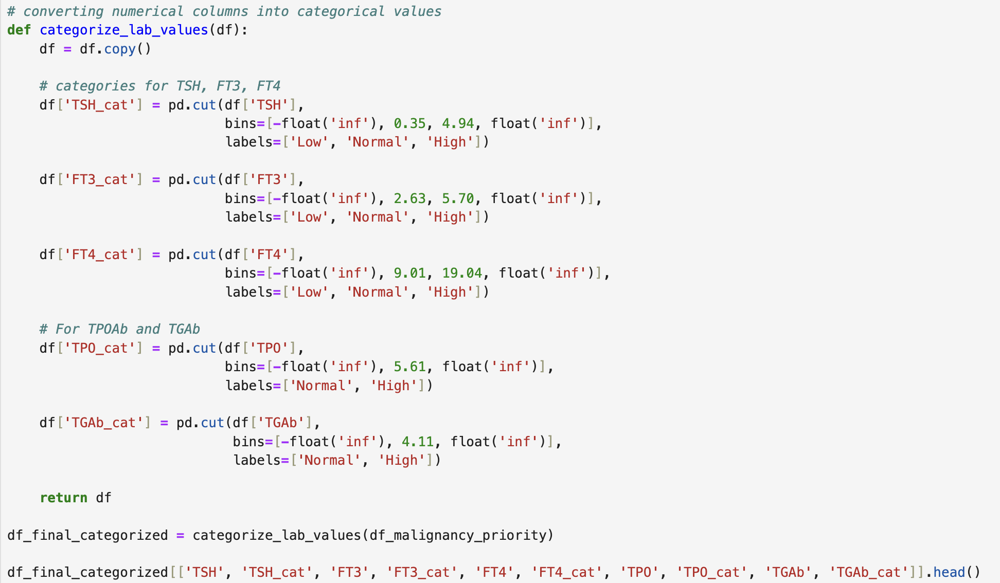 # converting numerical columns into categorical values
def categorize_lab_values(df):
    df = df.copy()

    # categories for TSH, FT3, FT4
    df['TSH_cat'] = pd.cut(df['TSH'],
                           bins=[-float('inf'), 0.35, 4.94, float('inf')],
                           labels=['Low', 'Normal', 'High'])

    df['FT3_cat'] = pd.cut(df['FT3'],
                           bins=[-float('inf'), 2.63, 5.70, float('inf')],
                           labels=['Low', 'Normal', 'High'])

    df['FT4_cat'] = pd.cut(df['FT4'],
                           bins=[-float('inf'), 9.01, 19.04, float('inf')],
                           labels=['Low', 'Normal', 'High'])

    # For TPOAb and TGAb
    df['TPO_cat'] = pd.cut(df['TPO'],
                           bins=[-float('inf'), 5.61, float('inf')],
                           labels=['Normal', 'High'])

    df['TGAb_cat'] = pd.cut(df['TGAb'],
                            bins=[-float('inf'), 4.11, float('inf')],
                            labels=['Normal', 'High'])

    return df

df_final_categorized = categorize_lab_values(df_malignancy_priority)

df_final_categorized[['TSH', 'TSH_cat', 'FT3', 'FT3_cat', 'FT4', 'FT4_cat', 'TPO', 'TPO_cat', 'TGAb', 'TGAb_cat']].head()